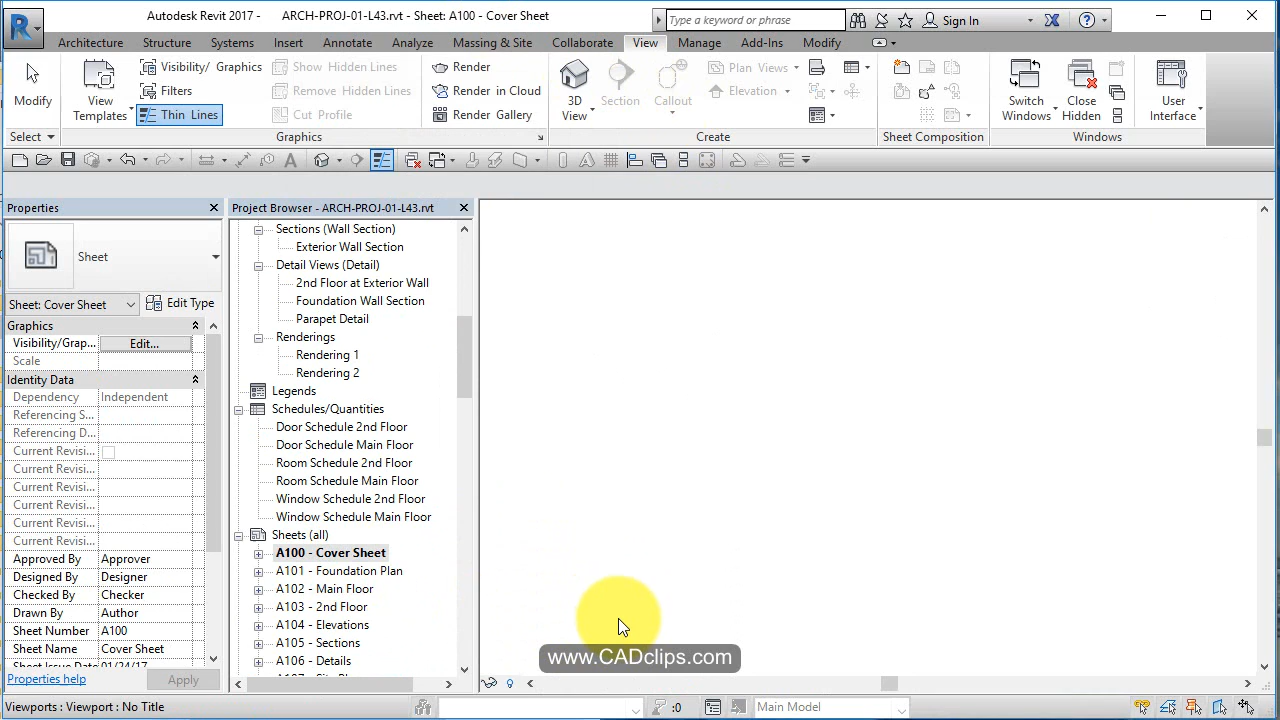 Autodesk Revit 2017 - ARCH-PROJ-01-L43.rvt - Sheet: A100 - Cover Sheet
Type a keyword or phrase
Sign In
Architecture Structure Systems Insert Annotate Analyze Massing & Site Collaborate View Manage Add-Ins Modify
Modify
View Templates
Visibility/ Graphics
Filters
Thin Lines
Show Hidden Lines
Remove Hidden Lines
Cut Profile
Render
Render in Cloud
Render Gallery
3D View
Section
Callout
Plan Views
Elevation
Switch Windows
Close Hidden
User Interface
Select Graphics Create Sheet Composition Windows
Properties
Sheet
Sheet: Cover Sheet Edit Type
Graphics
Visibility/Grap... Edit...
Scale
Identity Data
Dependency Independent
Referencing S...
Referencing D...
Current Revisi...
Current Revisi...
Current Revisi...
Current Revisi...
Current Revisi...
Current Revisi...
Approved By Approver
Designed By Designer
Checked By Checker
Drawn By Author
Sheet Number A100
Sheet Name Cover Sheet
Sheet Issue Date 01/24/17
Properties help Apply
Project Browser - ARCH-PROJ-01-L43.rvt
Sections (Wall Section)
Exterior Wall Section
Detail Views (Detail)
2nd Floor at Exterior Wall
Foundation Wall Section
Parapet Detail
Renderings
Rendering 1
Rendering 2
Legends
Schedules/Quantities
Door Schedule 2nd Floor
Door Schedule Main Floor
Room Schedule 2nd Floor
Room Schedule Main Floor
Window Schedule 2nd Floor
Window Schedule Main Floor
Sheets (all)
A100 - Cover Sheet
A101 - Foundation Plan
A102 - Main Floor
A103 - 2nd Floor
A104 - Elevations
A105 - Sections
A106 - Details
www.CADclips.com
Viewports : Viewport : No Title
:0
Main Model